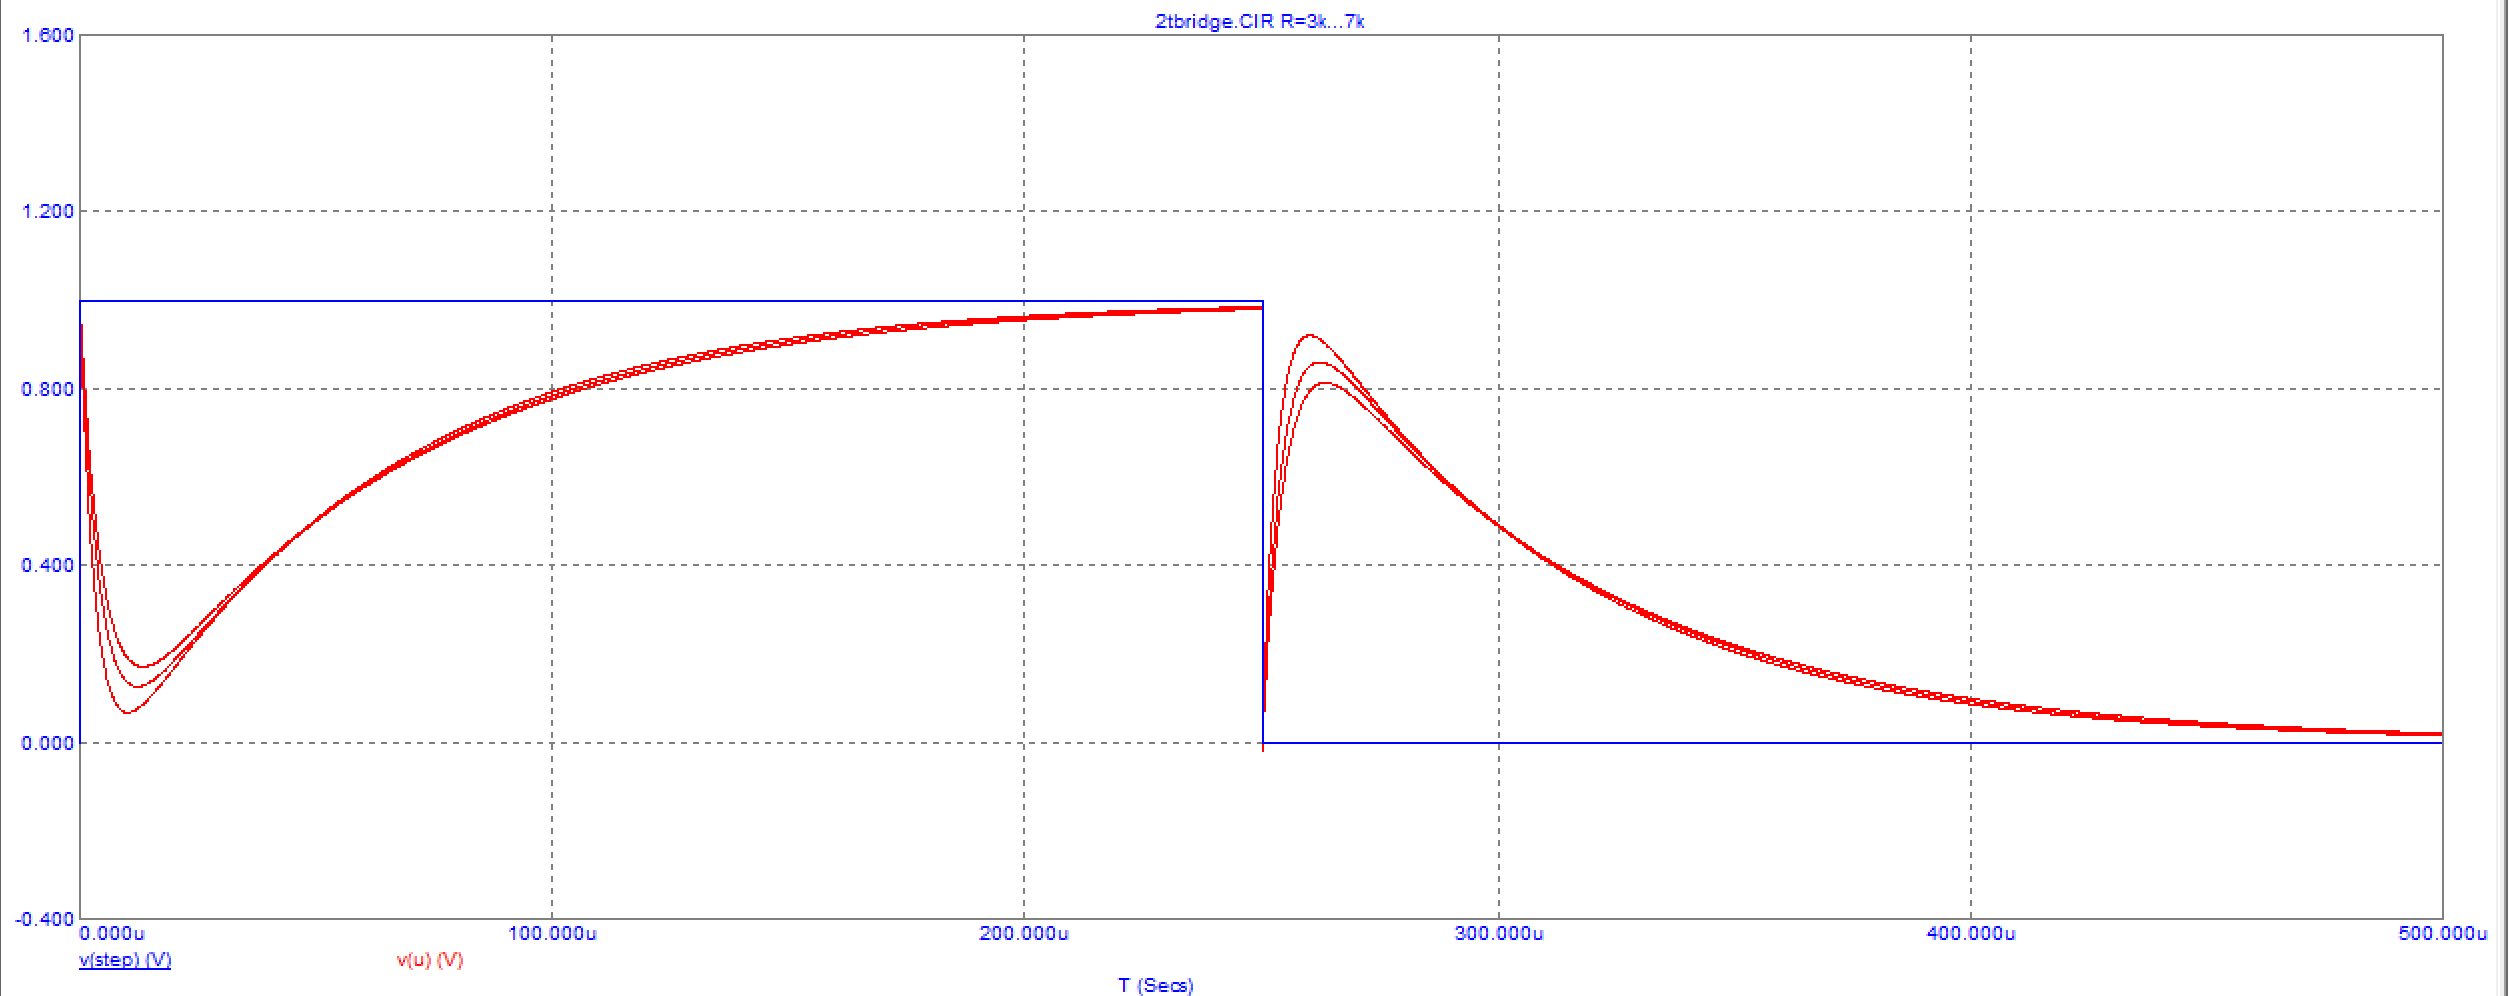 2tbridge.CIR R=3k...7k
1.600
1.200
0.800
0.400
0.000
-0.400
0.000u 100.000u 200.000u 300.000u 400.000u 500.000u
v(step) (V) v(u) (V)
T (Secs)